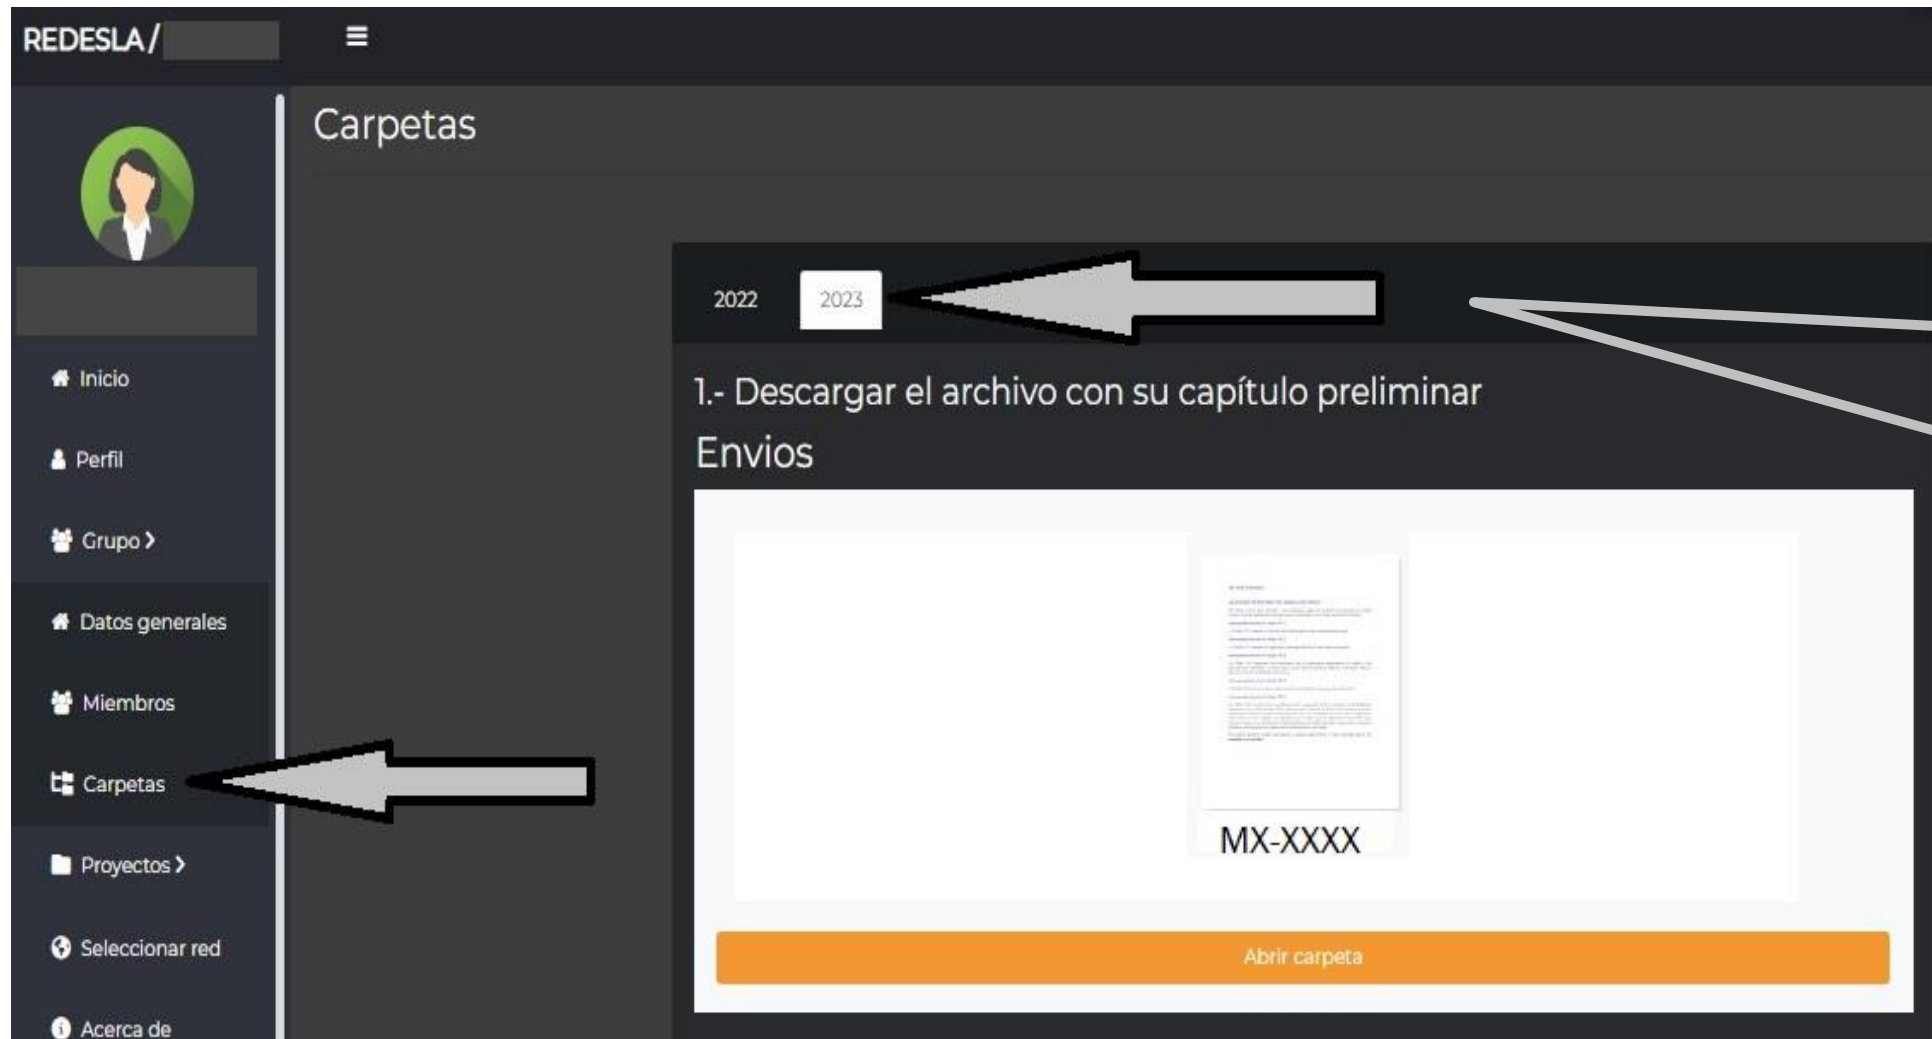 REDESLA /
Carpetas
2022
2023
Inicio
1.- Descargar el archivo con su capítulo preliminar
Perfil
Envios
Grupo
Datos generales
Miembros
Carpetas
MX-XXXX
Proyectos
Seleccionar red
Abrir carpeta
Acerca de